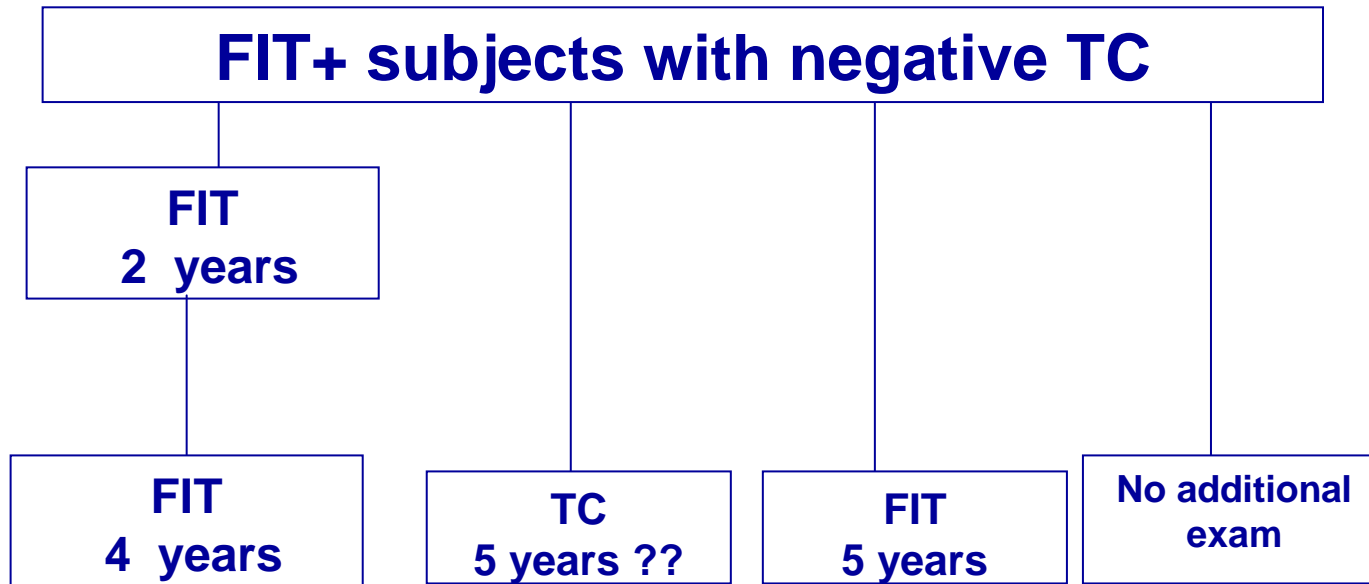 FIT+ subjects with negative TC
FIT
2 years
FIT
4 years
TC
5 years ??
FIT
5 years
No additional
exam